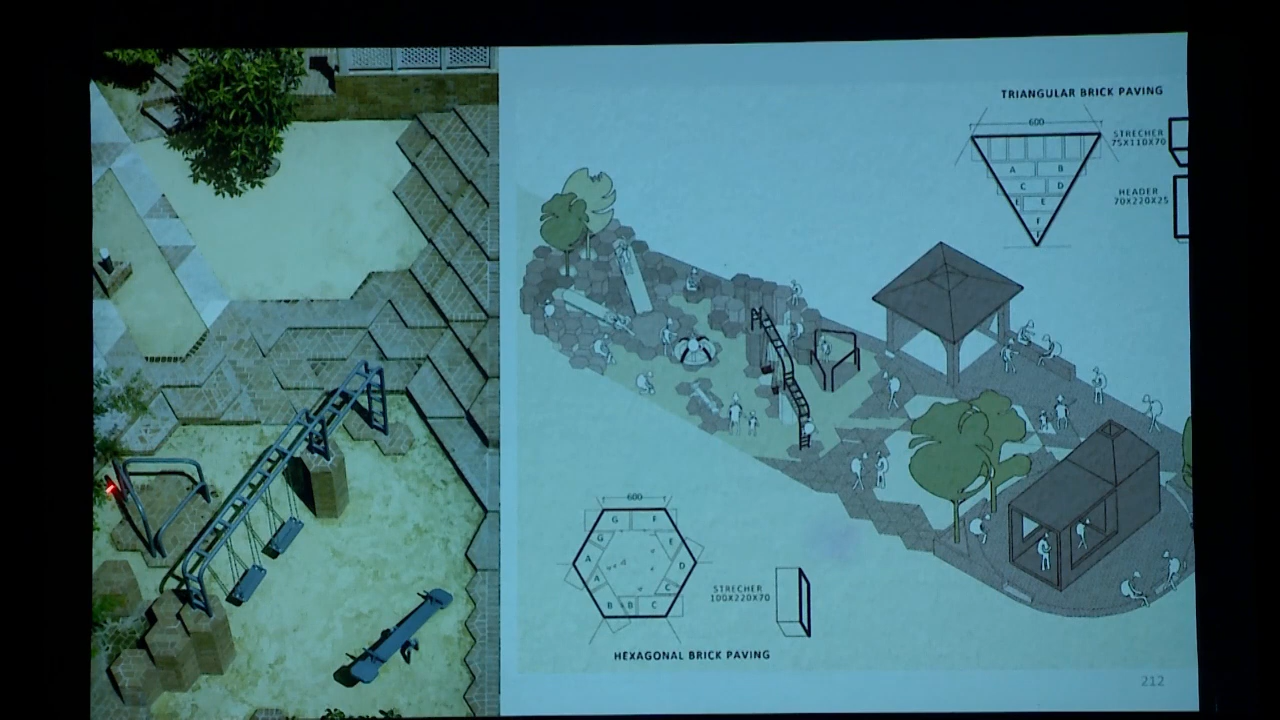 TRIANGULAR BRICK PAVING
600
STRECHER
75X110X70
A B
C D
E E
F
HEADER
70X220X25
600
G F
G E
A D
A C
B B C
STRECHER
100X220X70
HEXAGONAL BRICK PAVING
212